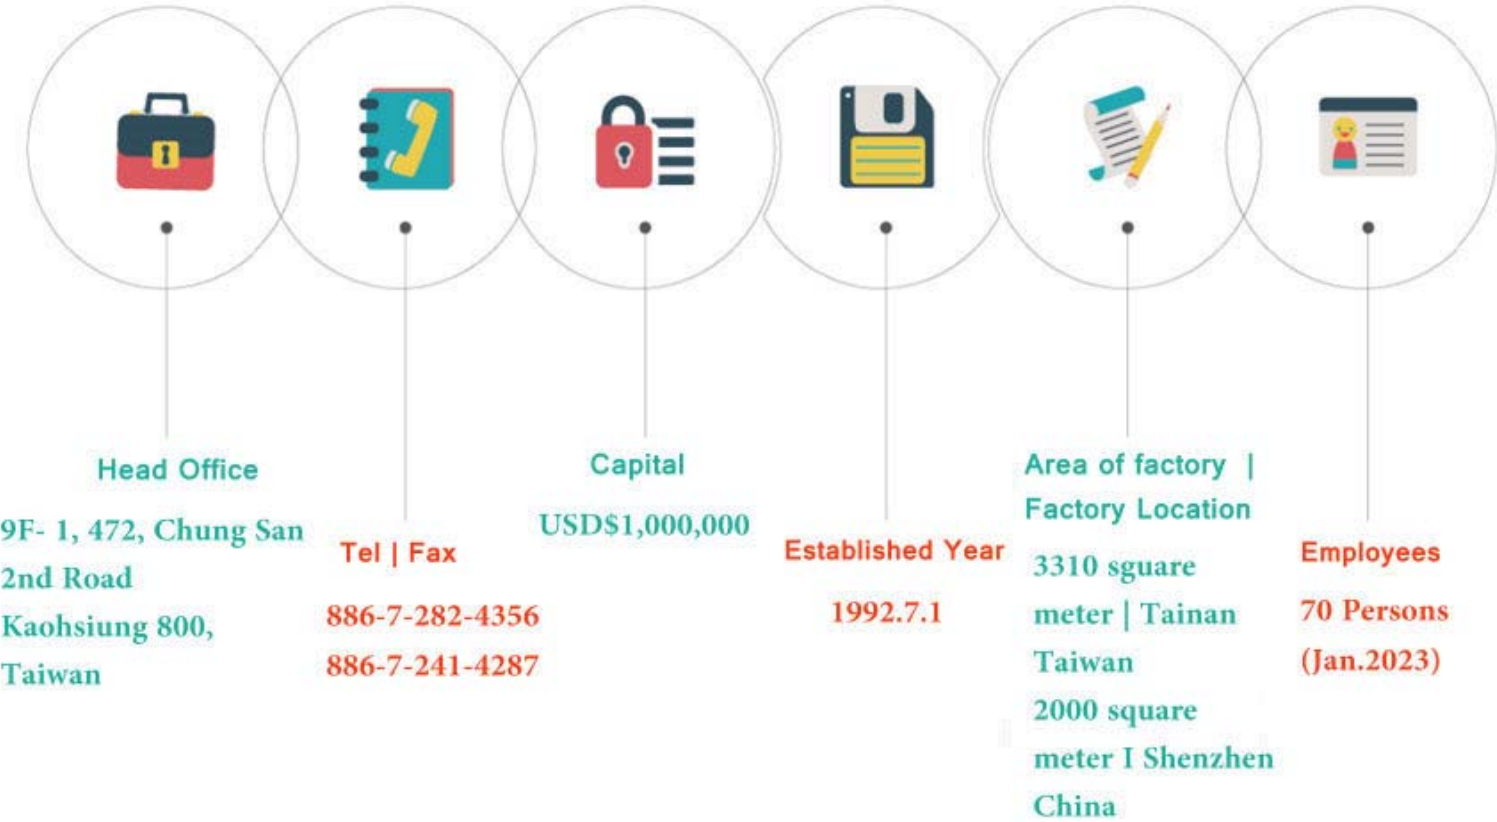 Head Office
9F- 1, 472, Chung San
2nd Road
Kaohsiung 800,
Taiwan
Tel | Fax
886-7-282-4356
886-7-241-4287
Capital
USD$1,000,000
Established Year
1992.7.1
Area of factory |
Factory Location
3310 sguare
meter | Tainan
Taiwan
2000 square
meter I Shenzhen
China
Employees
70 Persons
(Jan.2023)